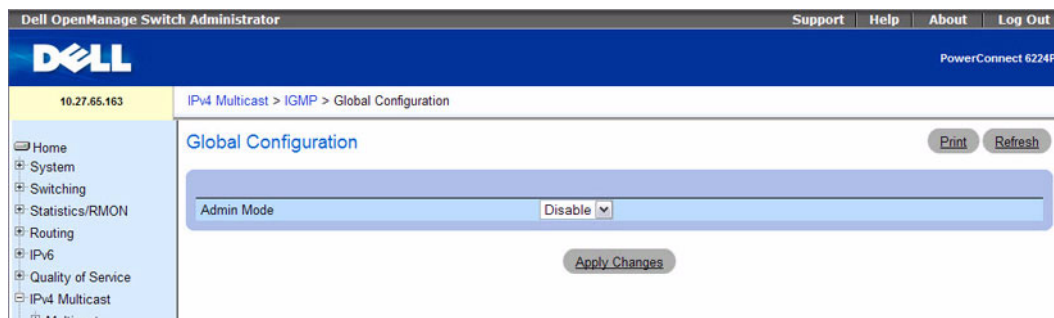 Dell OpenManage Switch Administrator
Support Help About Log Out
DELL
PowerConnect 6224P
10.27.65.163
IPv4 Multicast > IGMP > Global Configuration
Home
System
Switching
Statistics/RMON
Routing
IPv6
Quality of Service
IPv4 Multicast
Global Configuration
Print Refresh
Admin Mode Disable
Apply Changes